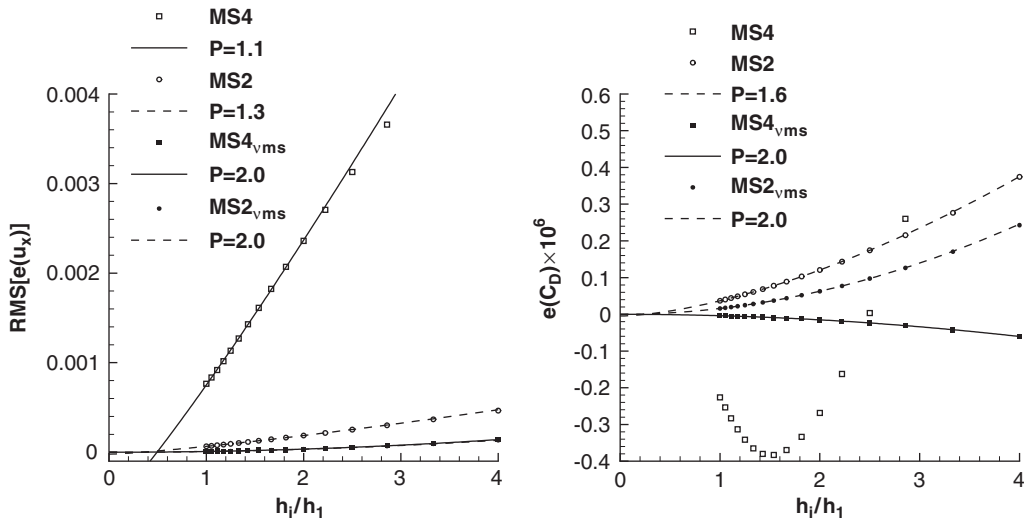 MS4
P=1.1
MS2
P=1.3
MS4νms
P=2.0
MS2νms
P=2.0
RMS[e(ux)]
0.004
0.003
0.002
0.001
0
0 1 2 3 4
hi/h1
MS4
MS2
P=1.6
MS4νms
P=2.0
MS2νms
P=2.0
e(CD)×10⁶
0.6
0.5
0.4
0.3
0.2
0.1
0
-0.1
-0.2
-0.3
-0.4
0 1 2 3 4
hi/h1